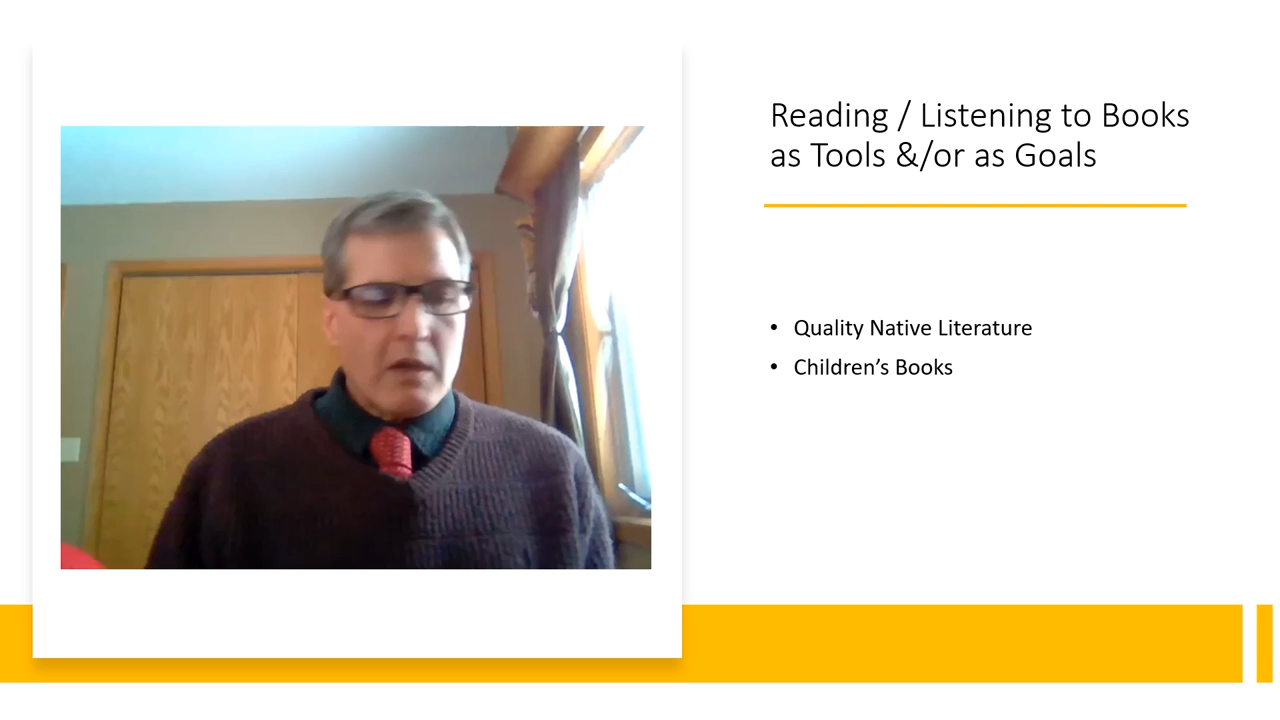 Reading / Listening to Books
as Tools &/or as Goals
• Quality Native Literature
• Children’s Books